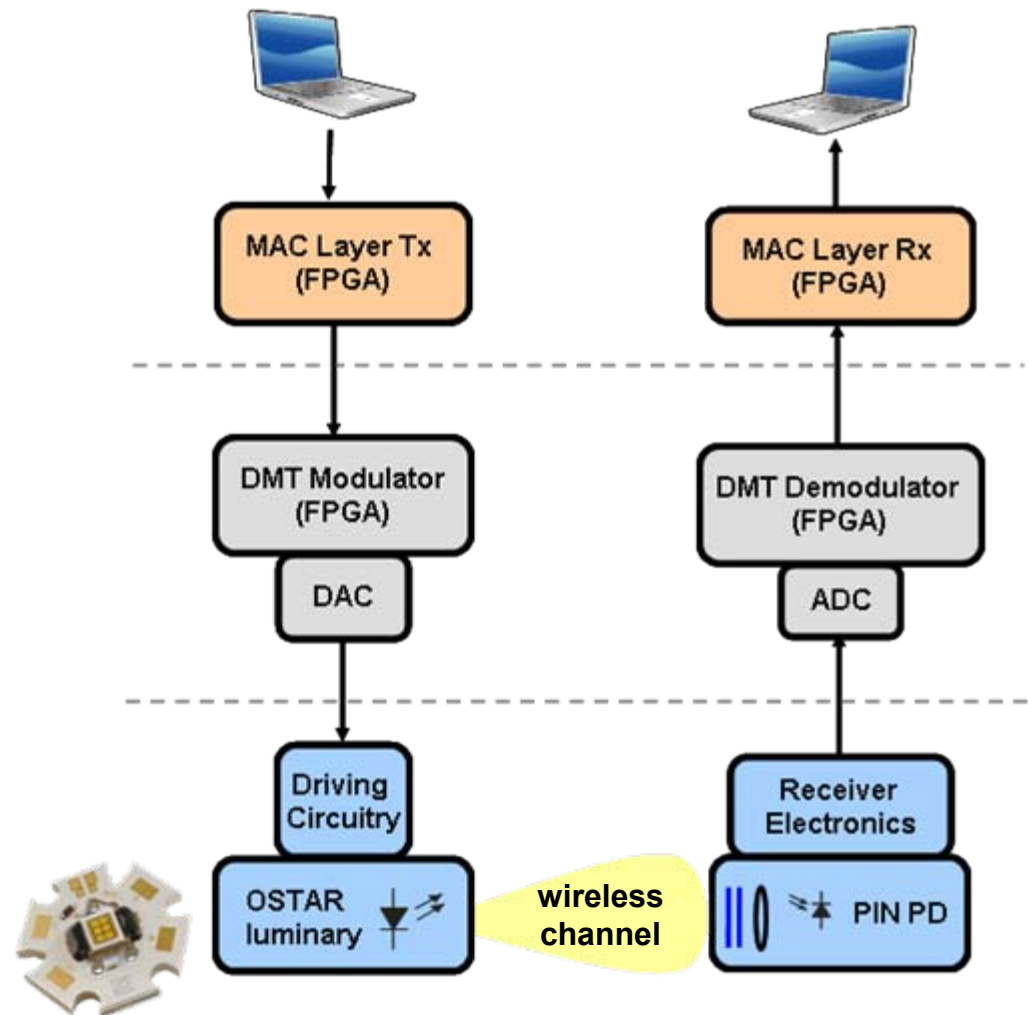 MAC Layer Tx
(FPGA)
MAC Layer Rx
(FPGA)
DMT Modulator
(FPGA)
DAC
DMT Demodulator
(FPGA)
ADC
Driving
Circuitry
OSTAR
luminary
wireless
channel
Receiver
Electronics
PIN PD